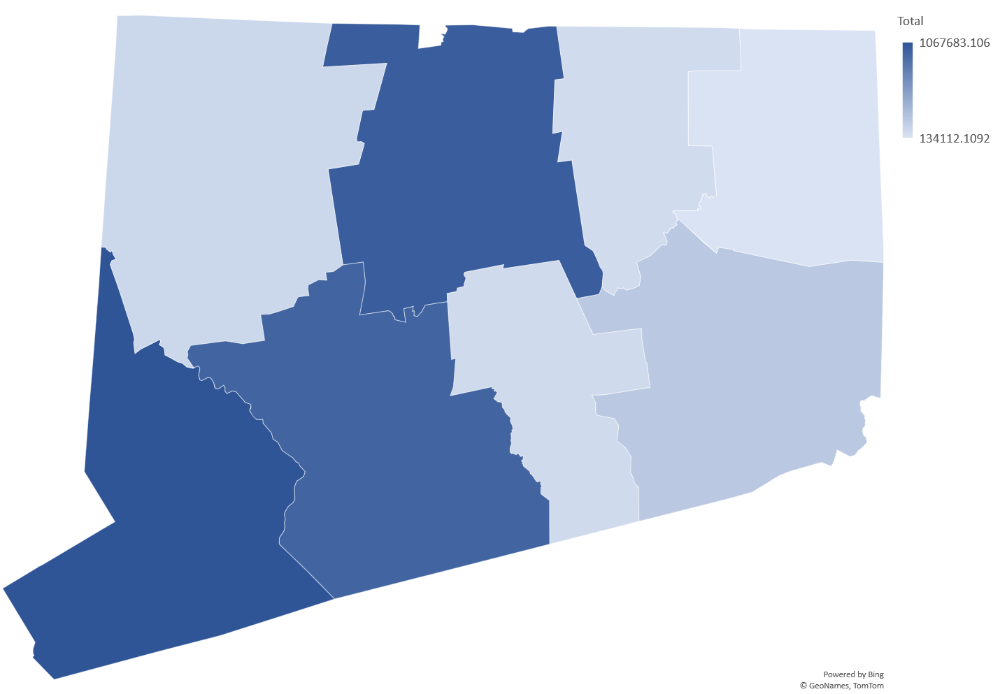 Total
1067683.106
134112.1092
Powered by Bing
© GeoNames, TomTom